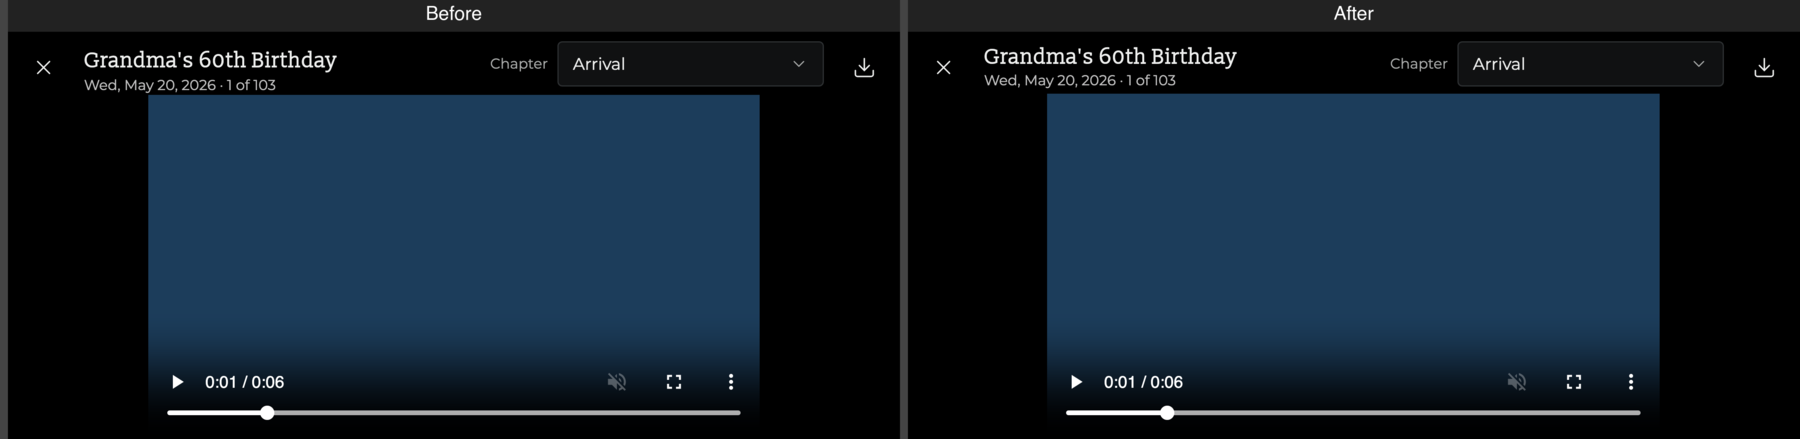 Before
Grandma's 60th Birthday
Wed, May 20, 2026 · 1 of 103
Chapter
Arrival
0:01 / 0:06
After
Grandma's 60th Birthday
Wed, May 20, 2026 · 1 of 103
Chapter
Arrival
0:01 / 0:06